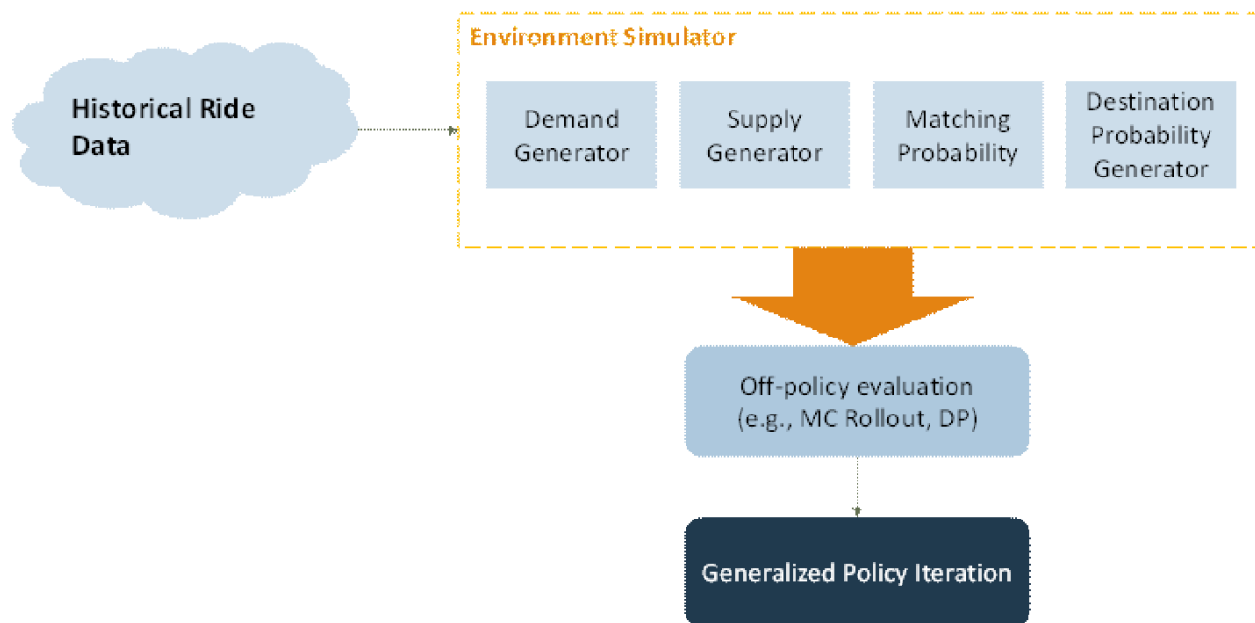 Environment Simulator
Historical Ride
Data
Demand
Generator
Supply
Generator
Matching
Probability
Destination
Probability
Generator
Off-policy evaluation
(e.g., MC Rollout, DP)
Generalized Policy Iteration